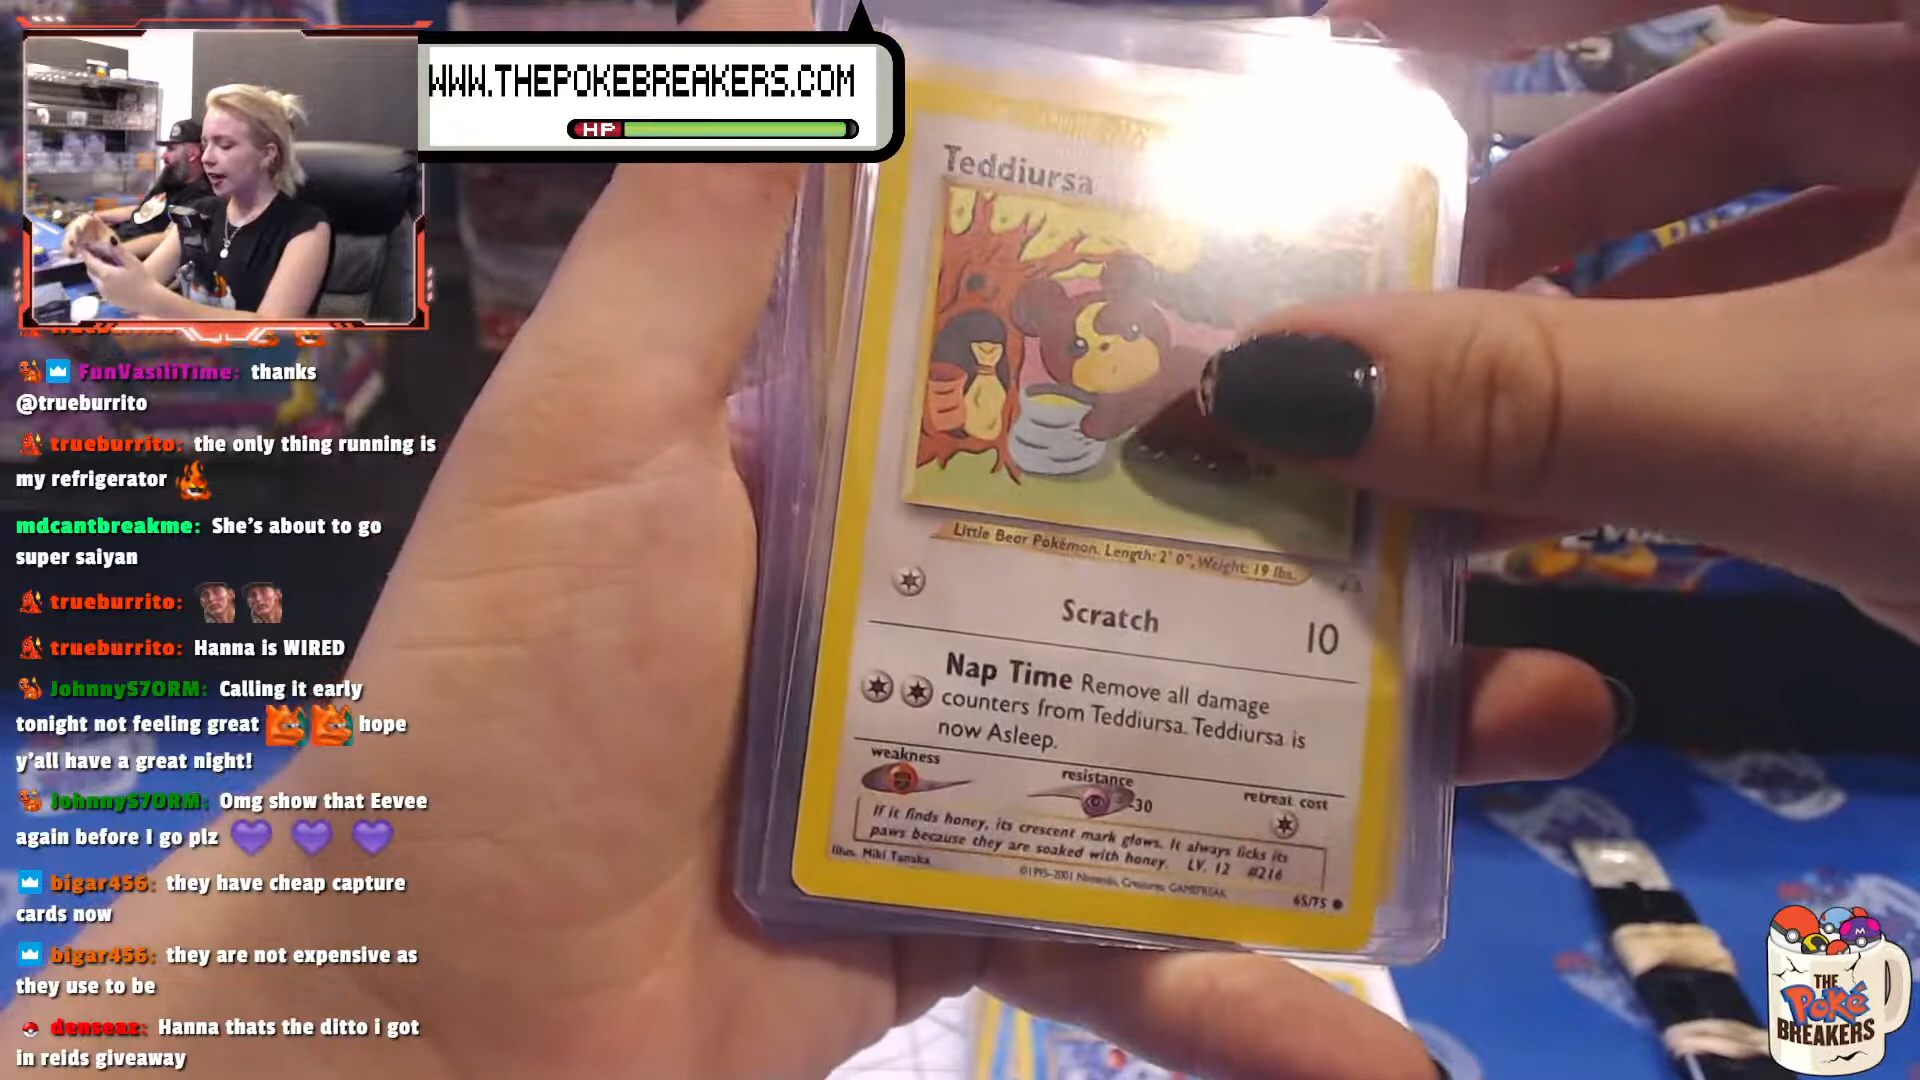 WWW.THEPOKEBREAKERS.COM
HP
FunVasiliTime: thanks
@trueburrito
trueburrito: the only thing running is
my refrigerator
mdcantbreakme: She's about to go
super saiyan
trueburrito:
trueburrito: Hanna is WIRED
JohnnyS7ORM: Calling it early
tonight not feeling great hope
y'all have a great night!
JohnnyS7ORM: Omg show that Eevee
again before I go plz
bigar456: they have cheap capture
cards now
bigar456: they are not expensive as
they use to be
denseaz: Hanna thats the ditto i got
in reids giveaway
Teddiursa
Little Bear Pokémon. Length: 2' 0", Weight: 19 lbs.
Scratch 10
Nap Time Remove all damage
counters from Teddiursa. Teddiursa is
now Asleep.
weakness resistance retreat cost
-30
If it finds honey, its crescent mark glows. It always licks its
paws because they are soaked with honey. LV. 12 #216
Illus. Miki Tanaka
©1995-2001 Nintendo, Creatures, GAMEFREAK
65/75
THE
Poké
BREAKERS